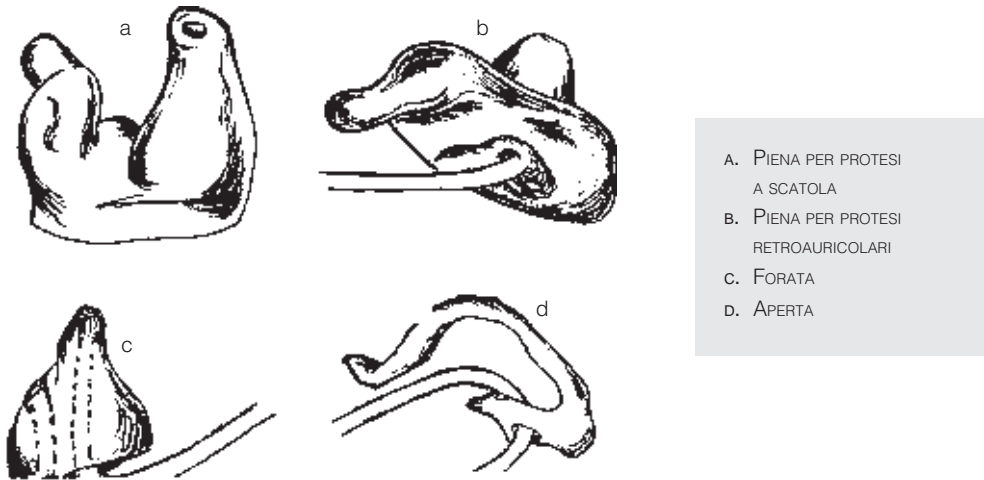 a
b
c
d
A. PIENA PER PROTESI
A SCATOLA
B. PIENA PER PROTESI
RETROAURICOLARI
C. FORATA
D. APERTA